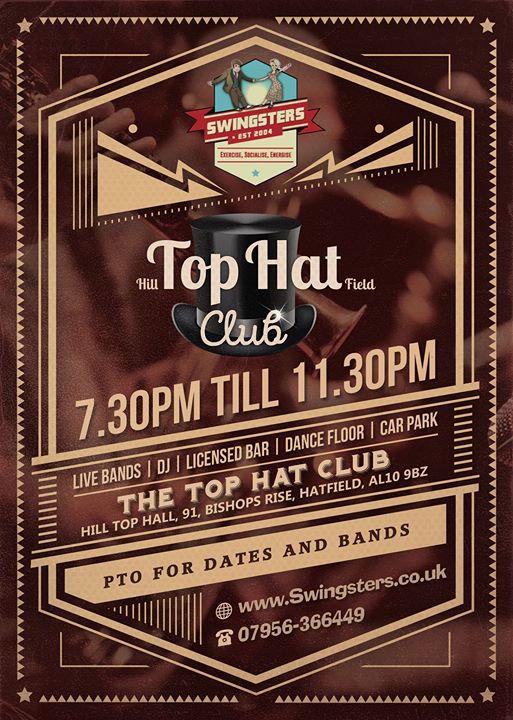 SWINGSTERS
EST 2004
EXERCISE, SOCIALISE, ENERGISE
Hill Top Hat Field
Club
7.30PM TILL 11.30PM
LIVE BANDS | DJ | LICENSED BAR | DANCE FLOOR | CAR PARK
THE TOP HAT CLUB
HILL TOP HALL, 91, BISHOPS RISE, HATFIELD, AL10 9BZ
PTO FOR DATES AND BANDS
www.Swingsters.co.uk
07956-366449